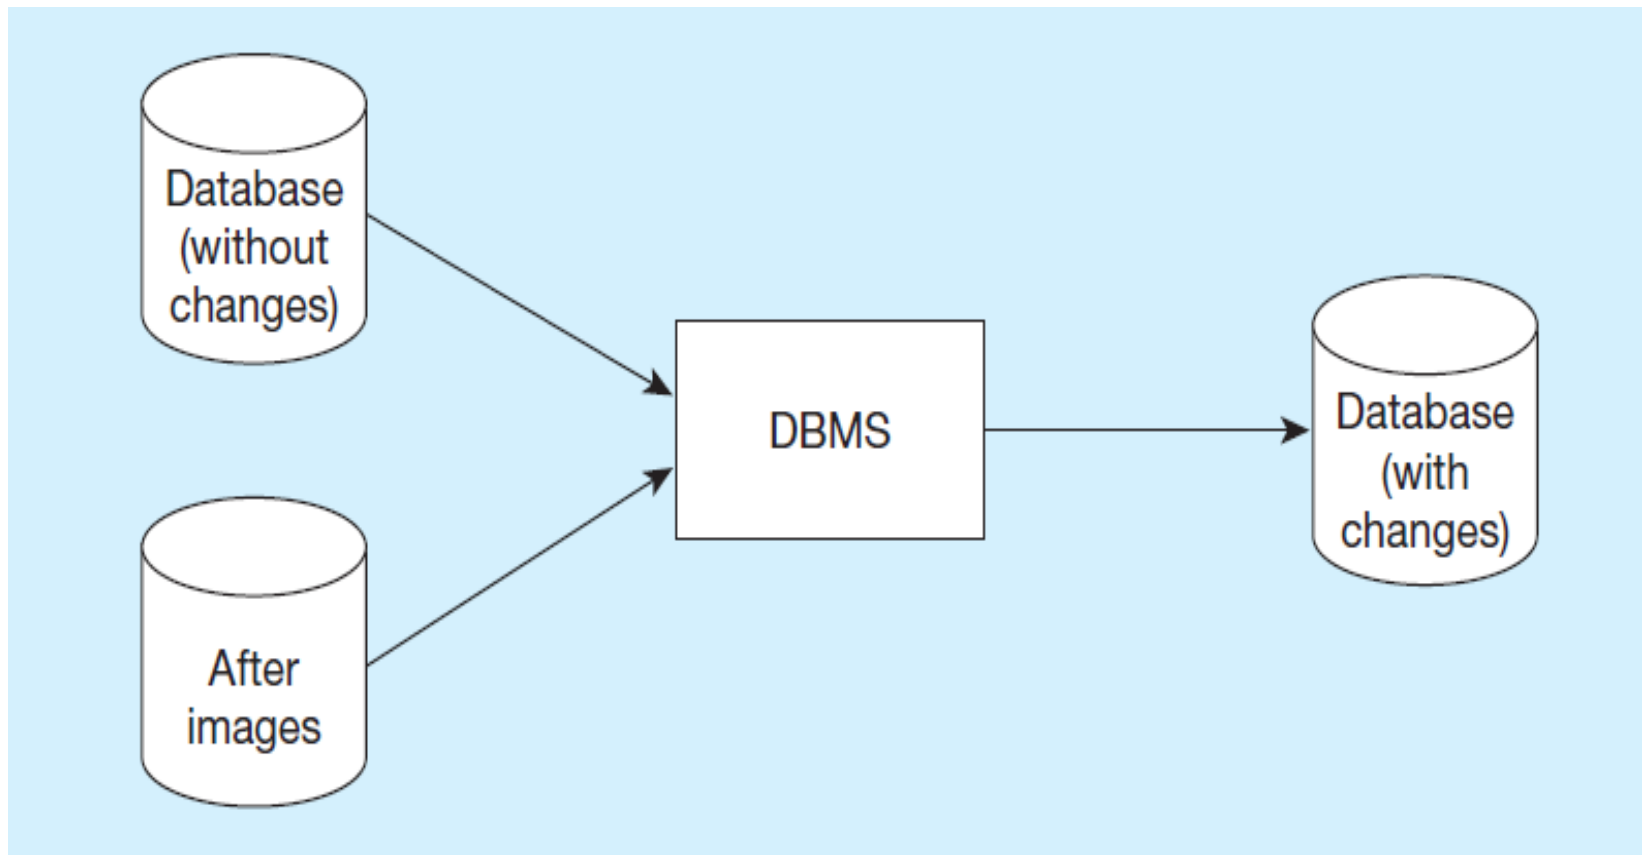 Database
(without
changes)
After
images
DBMS
Database
(with
changes)